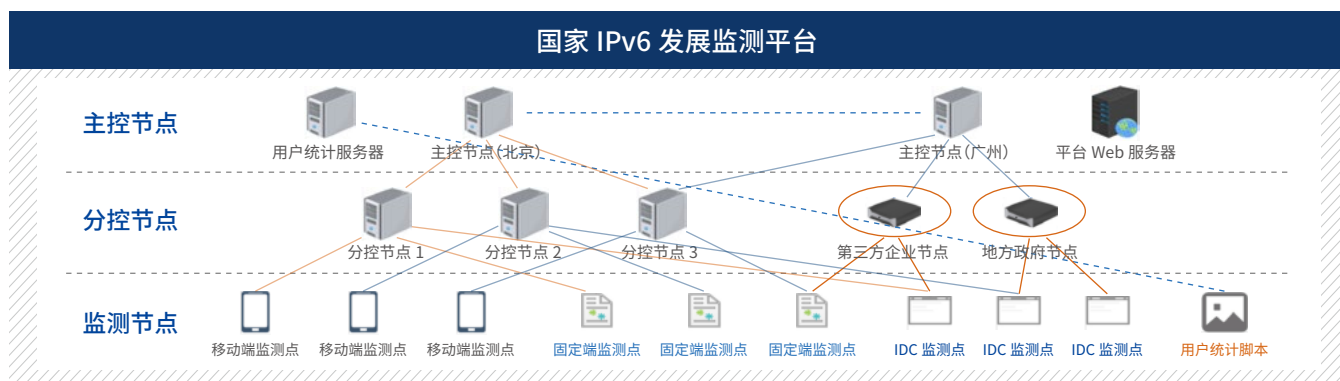 国家 IPv6 发展监测平台
主控节点
用户统计服务器
主控节点(北京)
主控节点(广州)
平台 Web 服务器
分控节点
分控节点 1
分控节点 2
分控节点 3
第三方企业节点
地方政府节点
监测节点
移动端监测点
移动端监测点
移动端监测点
固定端监测点
固定端监测点
固定端监测点
IDC 监测点
IDC 监测点
IDC 监测点
用户统计脚本